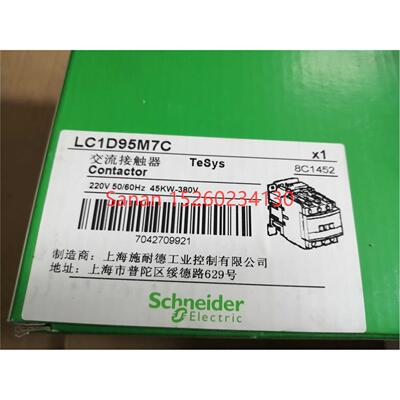 LC1D95M7C x1
交流接触器 TeSys 8C1452
Contactor
220V 50/60Hz 45KW-380V
Sanan 15260234130
7042709921
制造商：上海施耐德工业控制有限公司
地址：上海市普陀区绥德路629号
Schneider
Electric